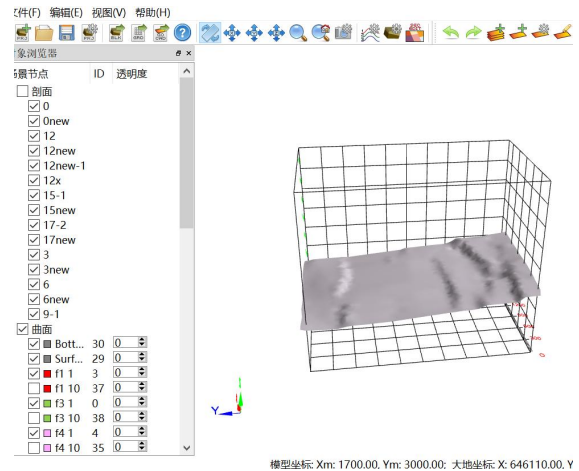 文件(F) 编辑(E) 视图(V) 帮助(H)
对象浏览器
场景节点 ID 透明度
剖面
0
0new
12
12new
12new-1
12x
15-1
15new
17-2
17new
3
3new
6
6new
9-1
曲面
Bott... 30 0
Surf... 29 0
f1 1 3 0
f1 10 37 0
f3 1 0 0
f3 10 38 0
f4 1 4 0
f4 10 35 0
Y
模型坐标: Xm: 1700.00, Ym: 3000.00; 大地坐标: X: 646110.00, Y